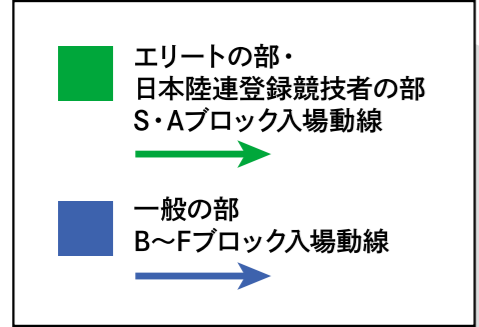 エリートの部・
日本陸連登録競技者の部
S・Aブロック入場動線
一般の部
B～Fブロック入場動線